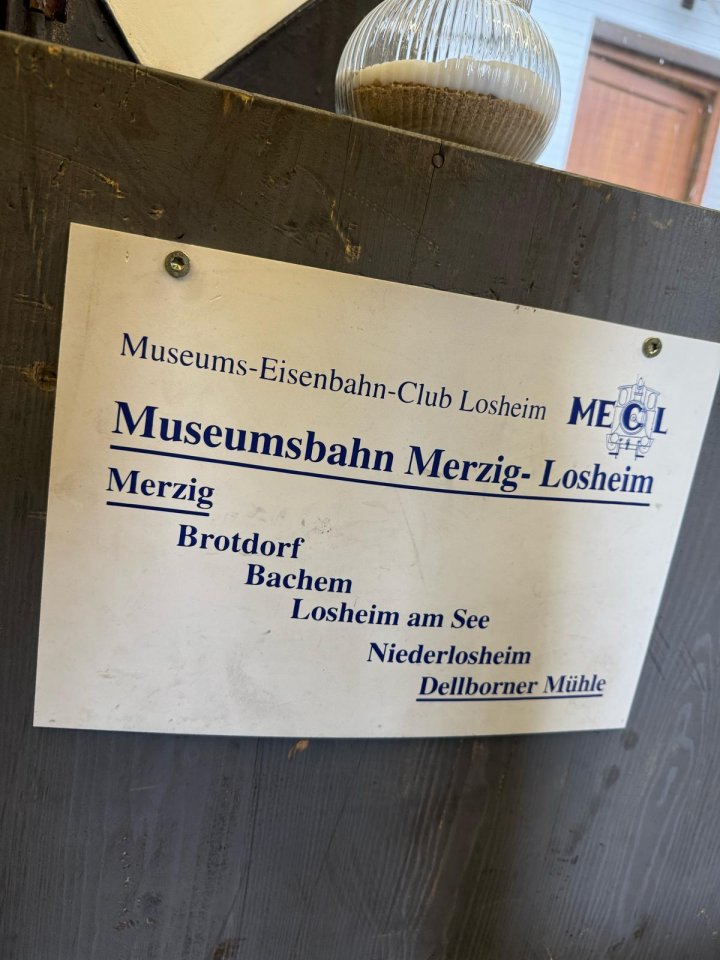 Museums-Eisenbahn-Club Losheim
MECL
Museumsbahn Merzig- Losheim
Merzig
Brotdorf
Bachem
Losheim am See
Niederlosheim
Dellborner Mühle